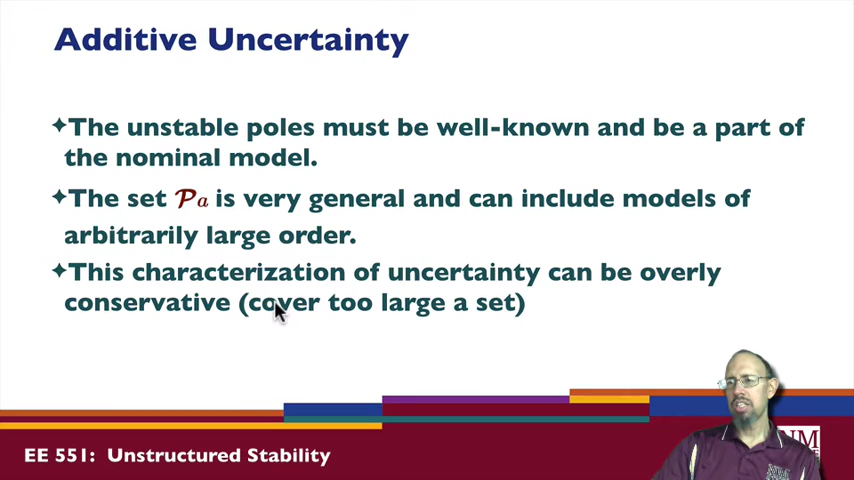 Additive Uncertainty
✦The unstable poles must be well-known and be a part of
the nominal model.
✦The set 𝒫a is very general and can include models of
arbitrarily large order.
✦This characterization of uncertainty can be overly
conservative (cover too large a set)
NM
EE 551: Unstructured Stability